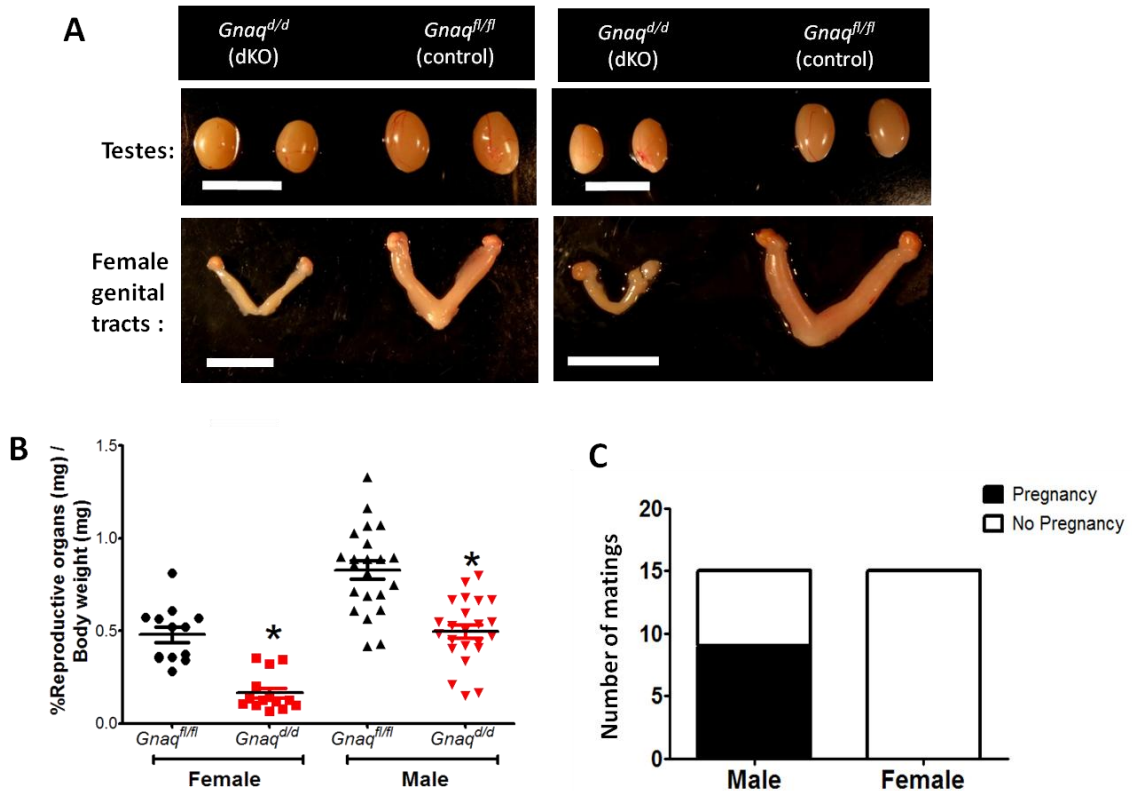 A
Gnaq^d/d
(dKO)
Gnaq^fl/fl
(control)
Gnaq^d/d
(dKO)
Gnaq^fl/fl
(control)
Testes:
Female
genital
tracts :
B
%Reproductive organs (mg) /
Body weight (mg)
1.5
1.0
0.5
0.0
*
*
Gnaq^fl/fl
Gnaq^d/d
Gnaq^fl/fl
Gnaq^d/d
Female
Male
C
Pregnancy
No Pregnancy
Number of matings
20
15
10
5
0
Male
Female